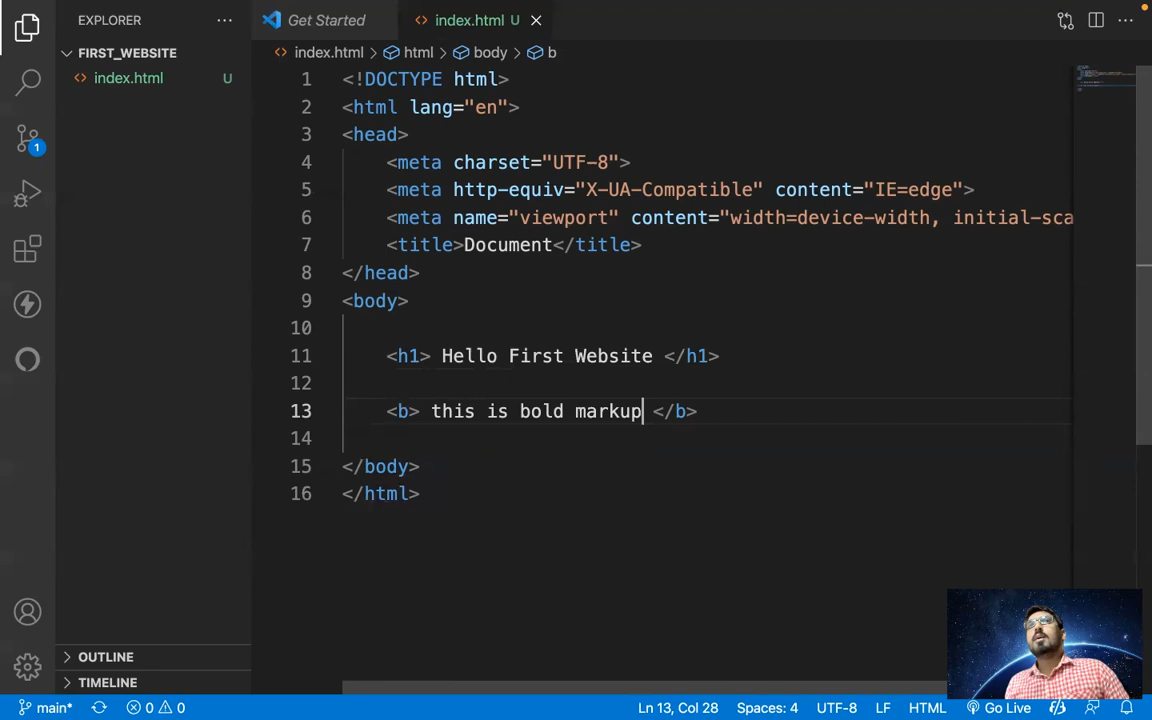 EXPLORER
FIRST_WEBSITE
index.html U
OUTLINE
TIMELINE
Get Started
index.html U
index.html > html > body > b
1 <!DOCTYPE html>
2 <html lang="en">
3 <head>
4 <meta charset="UTF-8">
5 <meta http-equiv="X-UA-Compatible" content="IE=edge">
6 <meta name="viewport" content="width=device-width, initial-sca
7 <title>Document</title>
8 </head>
9 <body>
10
11 <h1> Hello First Website </h1>
12
13 <b> this is bold markup </b>
14
15 </body>
16 </html>
1
main* 0 0 Ln 13, Col 28 Spaces: 4 UTF-8 LF HTML Go Live